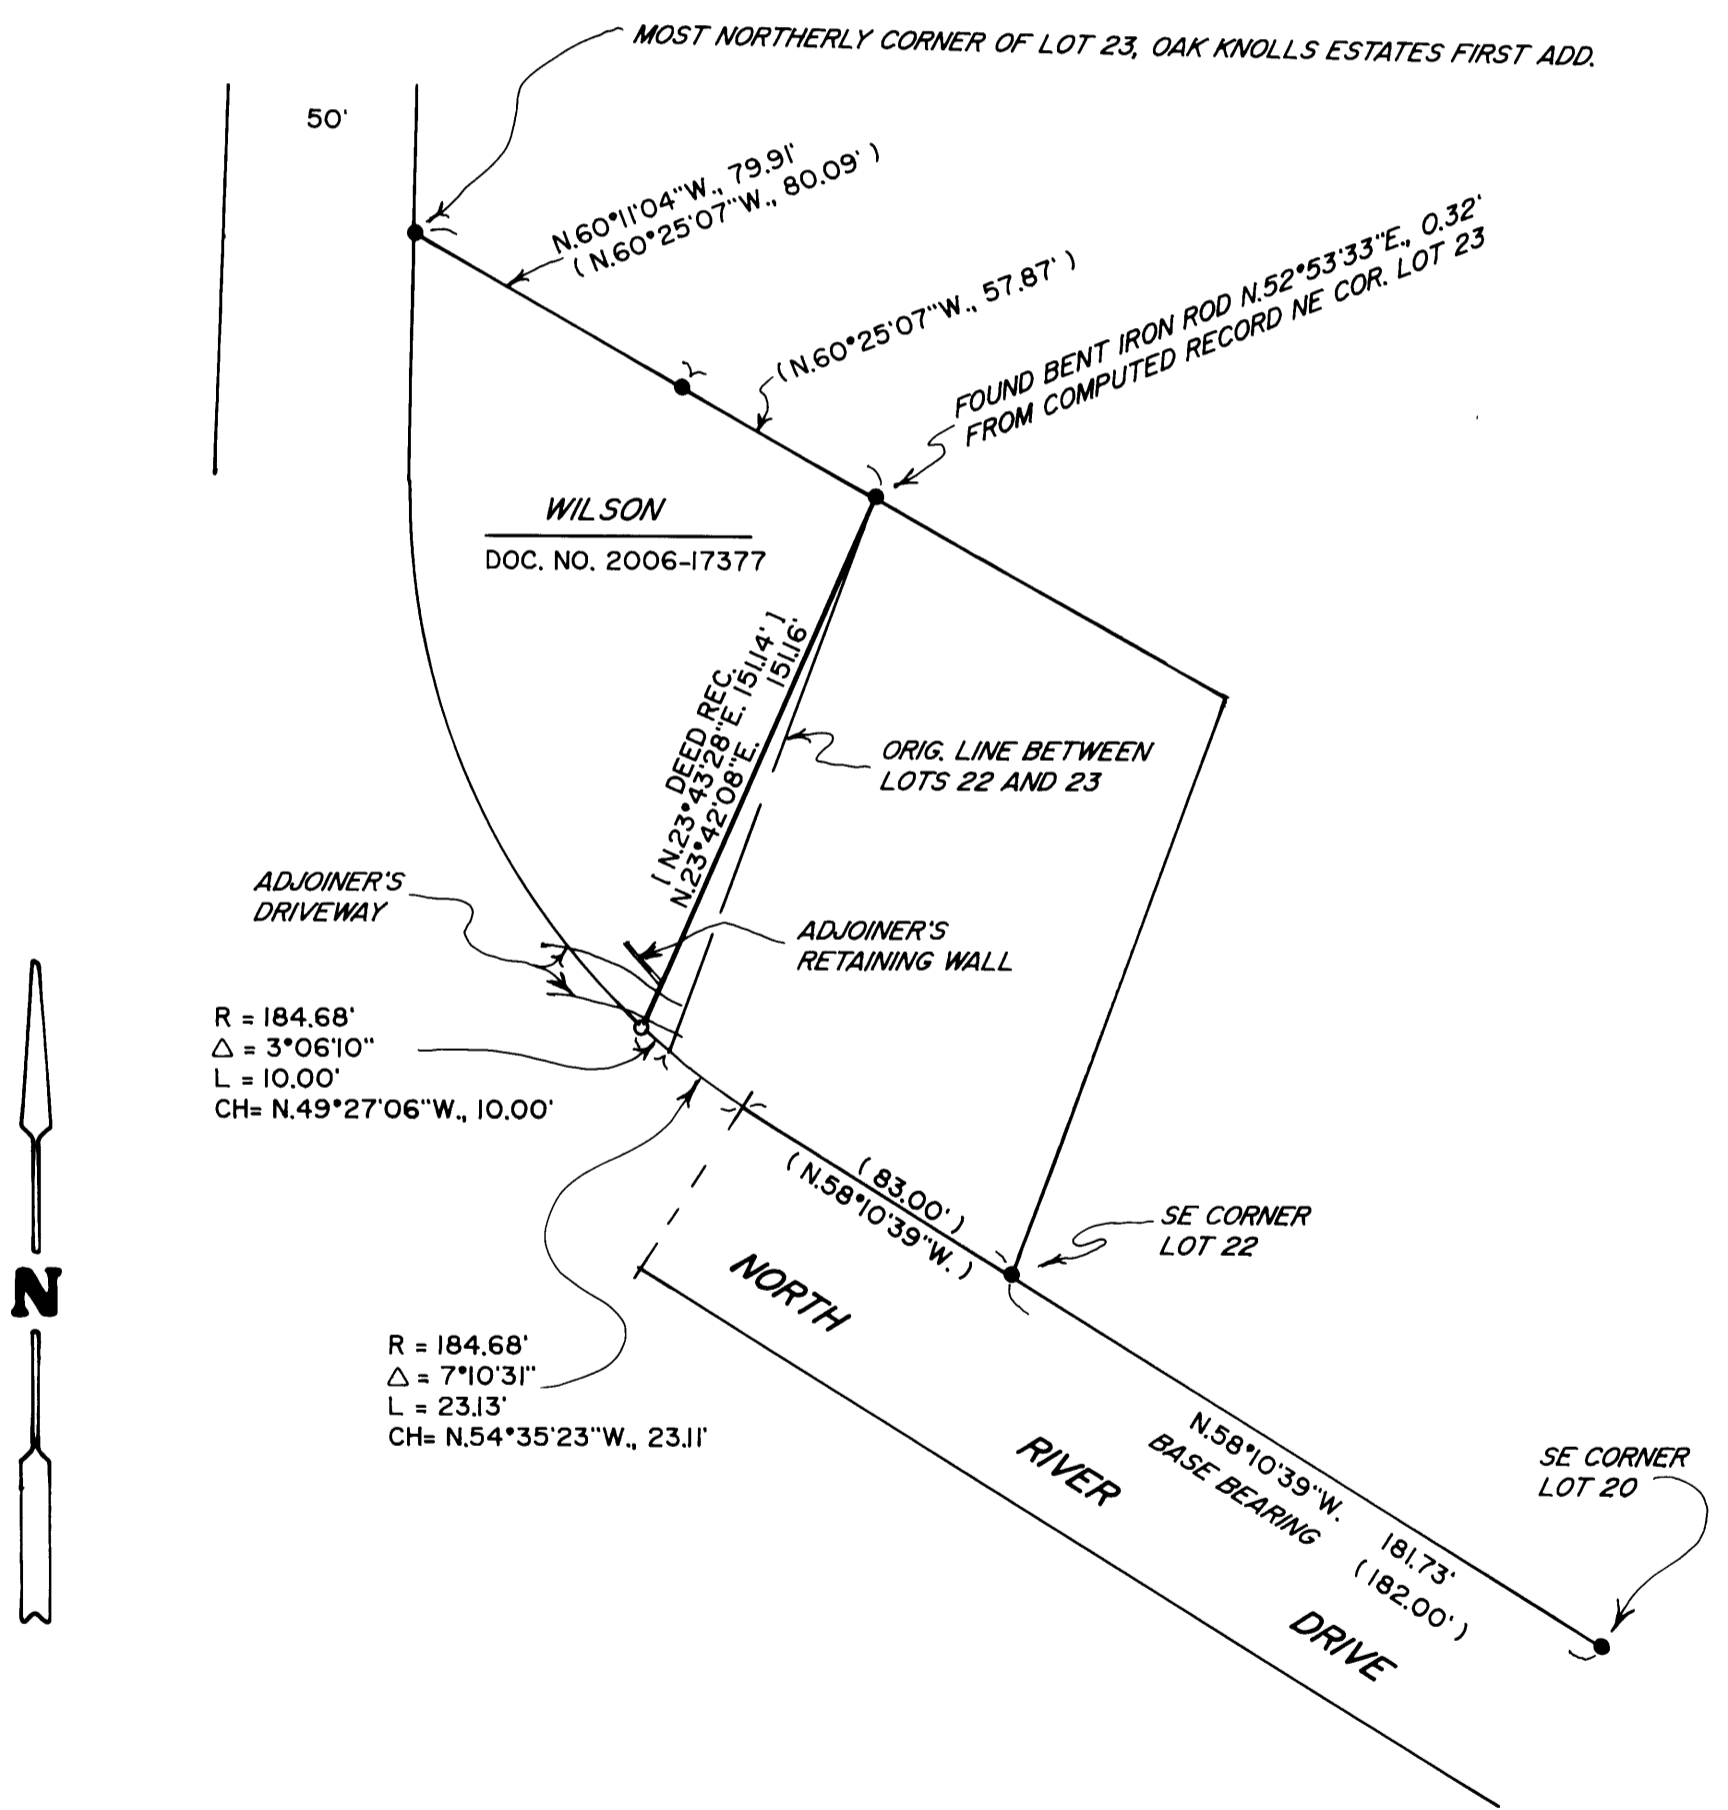 MOST NORTHERLY CORNER OF LOT 23, OAK KNOLLS ESTATES FIRST ADD.
50'
N.60°11'04"W., 79.91'
( N.60°25'07"W., 80.09' )
( N.60°25'07"W., 57.87' )
FOUND BENT IRON ROD N.52°53'33"E., 0.32'
FROM COMPUTED RECORD NE COR. LOT 23
WILSON
DOC. NO. 2006-17377
DEED REC.
[ N.23°43'28"E. 151.14' ]
N.23°42'08"E. 151.16'
ORIG. LINE BETWEEN
LOTS 22 AND 23
ADJOINER'S
DRIVEWAY
ADJOINER'S
RETAINING WALL
R = 184.68'
△ = 3°06'10"
L = 10.00'
CH= N.49°27'06"W., 10.00'
( 83.00' )
( N.58°10'39"W. )
SE CORNER
LOT 22
N
NORTH RIVER DRIVE
R = 184.68'
△ = 7°10'31"
L = 23.13'
CH= N.54°35'23"W., 23.11'
N.58°10'39"W. 181.73'
BASE BEARING ( 182.00' )
SE CORNER
LOT 20